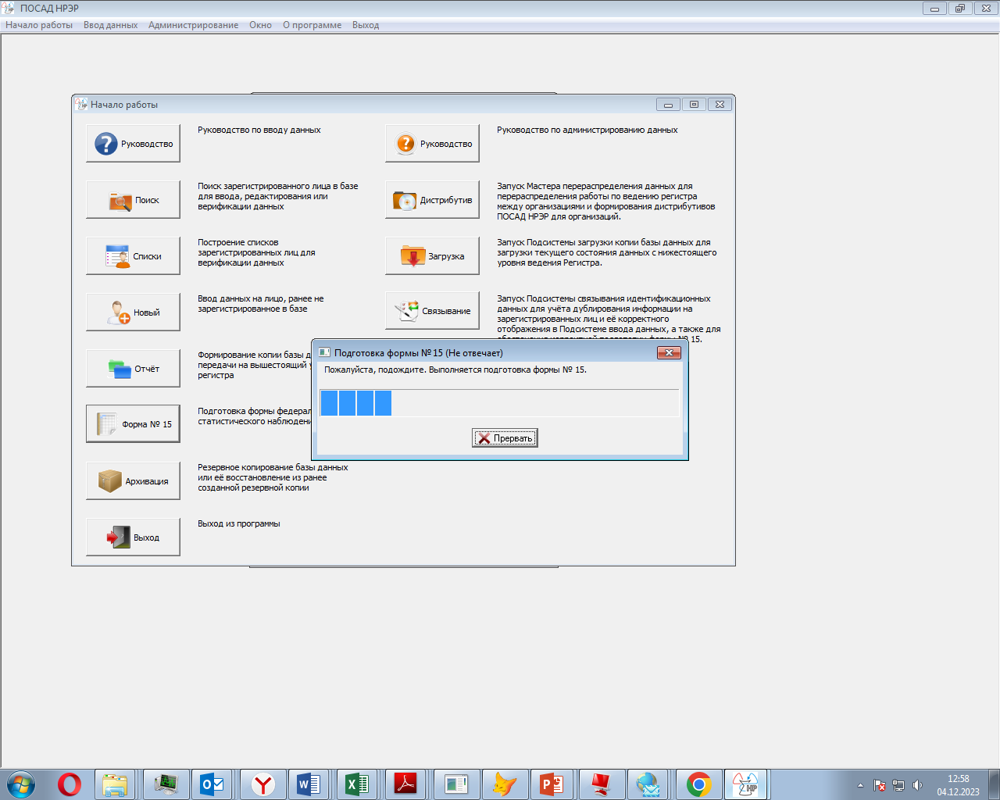 ПОСАД НРЭР
Начало работы Ввод данных Администрирование Окно О программе Выход
Начало работы
Руководство
Руководство по вводу данных
Руководство
Руководство по администрированию данных
Поиск
Поиск зарегистрированного лица в базе
для ввода, редактирования или
верификации данных
Дистрибутив
Запуск Мастера перераспределения данных для
перераспределения работы по ведению регистра
между организациями и формирования дистрибутивов
ПОСАД НРЭР для организаций.
Списки
Построение списков
зарегистрированных лиц для
верификации данных
Загрузка
Запуск Подсистемы загрузки копии базы данных для
загрузки текущего состояния данных с нижестоящего
уровня ведения Регистра.
Новый
Ввод данных на лицо, ранее не
зарегистрированное в базе
Связывание
Запуск Подсистемы связывания идентификационных
данных для учёта дублирования информации на
зарегистрированных лиц и её корректного
отображения в Подсистеме ввода данных, а также для
№ 15.
Отчёт
Формирование копии базы
передачи на вышестоящий
регистра
Форма № 15
Подготовка формы
статистического
Архивация
Резервное копирование базы данных
или её восстановление из ранее
созданной резервной копии
Выход
Выход из программы
Подготовка формы № 15 (Не отвечает)
Пожалуйста, подождите. Выполняется подготовка формы № 15.
Прервать
12:58
04.12.2023